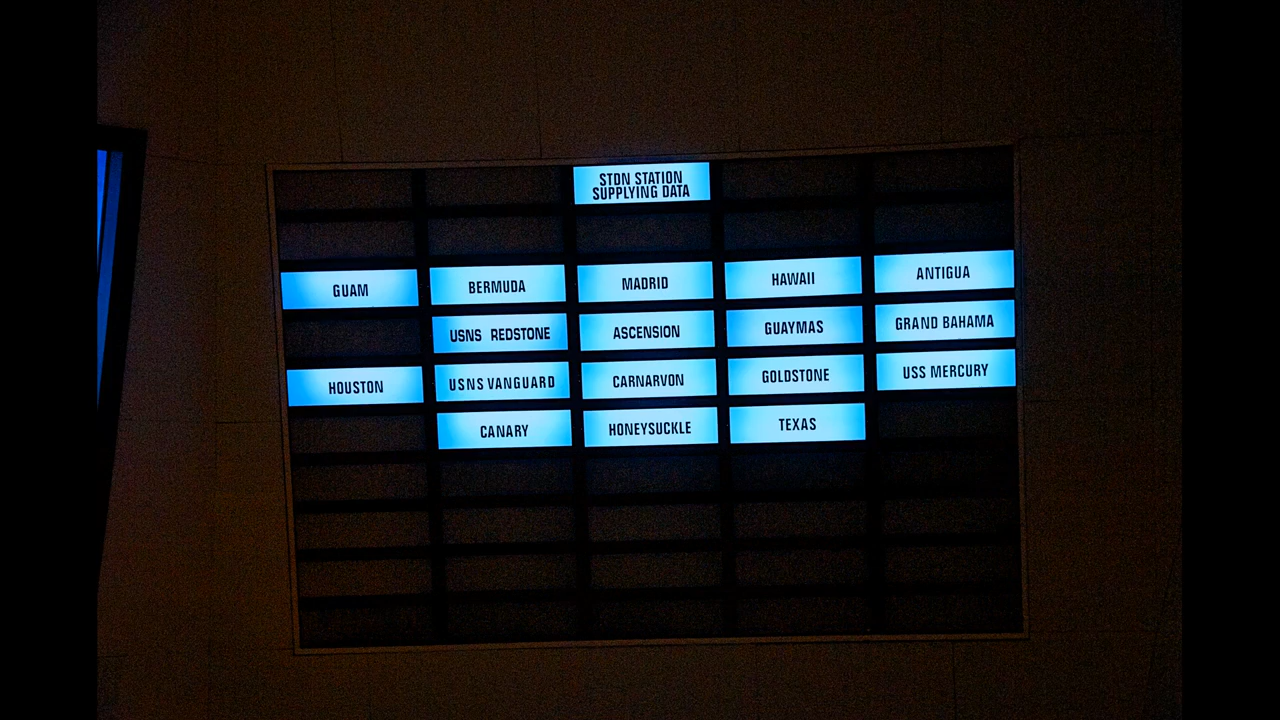 STDN STATION
SUPPLYING DATA
GUAM
BERMUDA
MADRID
HAWAII
ANTIGUA
USNS REDSTONE
ASCENSION
GUAYMAS
GRAND BAHAMA
HOUSTON
USNS VANGUARD
CARNARVON
GOLDSTONE
USS MERCURY
CANARY
HONEYSUCKLE
TEXAS